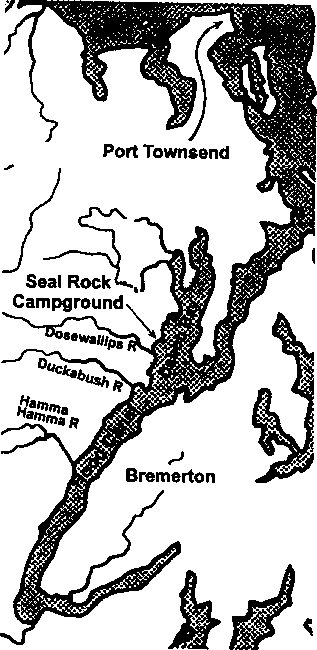 Port Townsend
Seal Rock
Campground
Dosewallips R
Duckabush R
Hamma
Hamma R
Bremerton